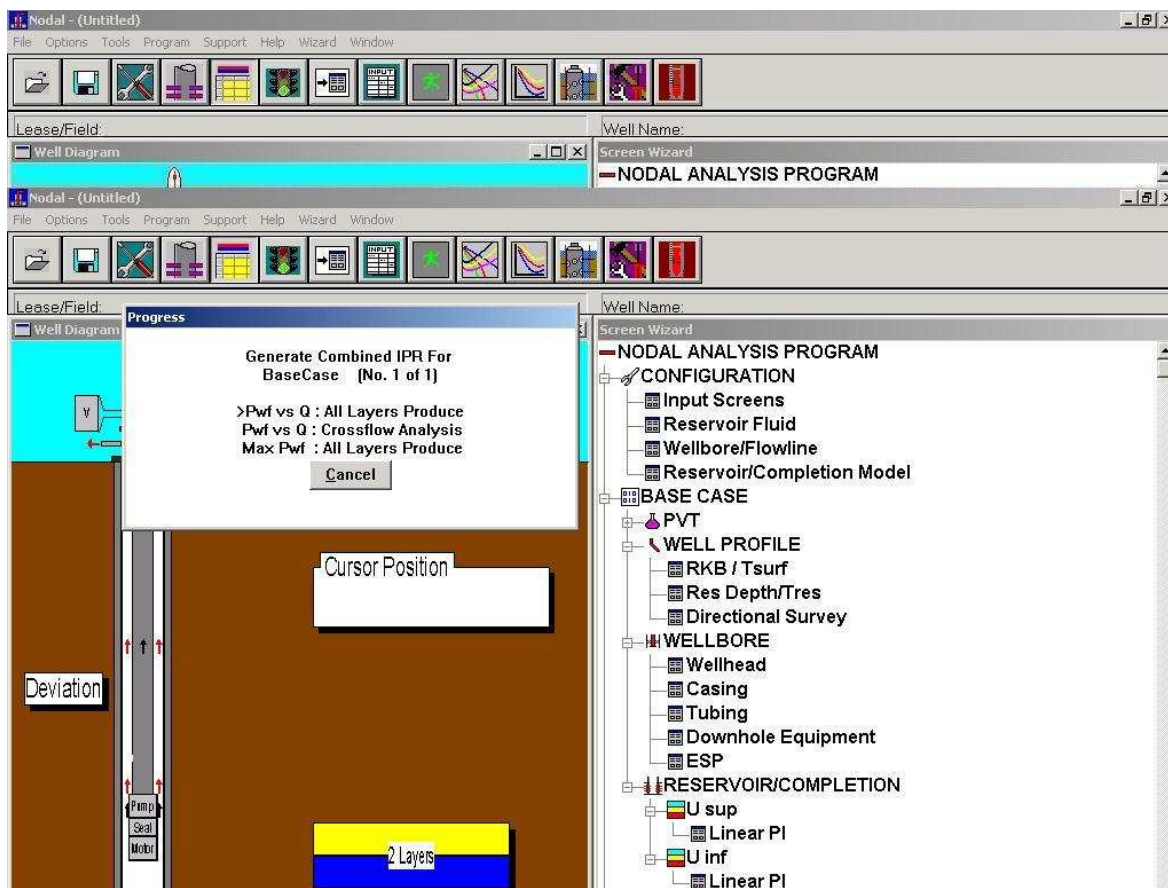 Nodal - (Untitled)
File Options Tools Program Support Help Wizard Window
INPUT
Lease/Field:
Well Name:
Well Diagram
Screen Wizard
NODAL ANALYSIS PROGRAM
Nodal - (Untitled)
File Options Tools Program Support Help Wizard Window
INPUT
Lease/Field:
Well Name:
Well Diagram
Progress
Generate Combined IPR For
BaseCase (No. 1 of 1)
>Pwf vs Q : All Layers Produce
Pwf vs Q : Crossflow Analysis
Max Pwf : All Layers Produce
Cancel
V
Cursor Position
Deviation
Pump
Seal
Motor
2 Layers
Screen Wizard
NODAL ANALYSIS PROGRAM
CONFIGURATION
Input Screens
Reservoir Fluid
Wellbore/Flowline
Reservoir/Completion Model
BASE CASE
PVT
WELL PROFILE
RKB / Tsurf
Res Depth/Tres
Directional Survey
WELLBORE
Wellhead
Casing
Tubing
Downhole Equipment
ESP
RESERVOIR/COMPLETION
U sup
Linear PI
U inf
Linear PI